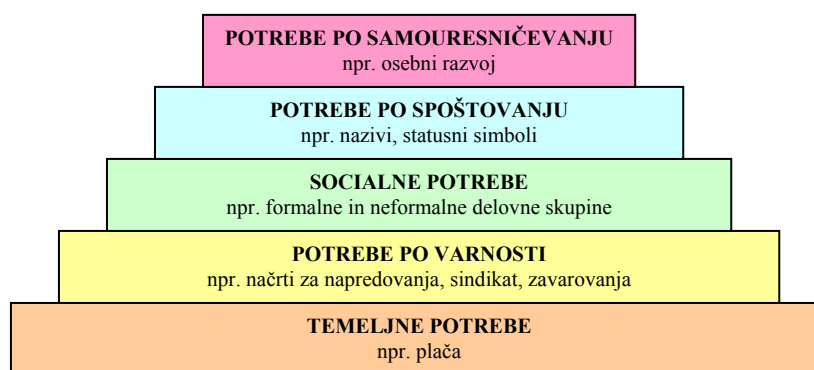 POTREBE PO SAMOURESNIČEVANJU
npr. osebni razvoj
POTREBE PO SPOŠTOVANJU
npr. nazivi, statusni simboli
SOCIALNE POTREBE
npr. formalne in neformalne delovne skupine
POTREBE PO VARNOSTI
npr. načrti za napredovanja, sindikat, zavarovanja
TEMELJNE POTREBE
npr. plača